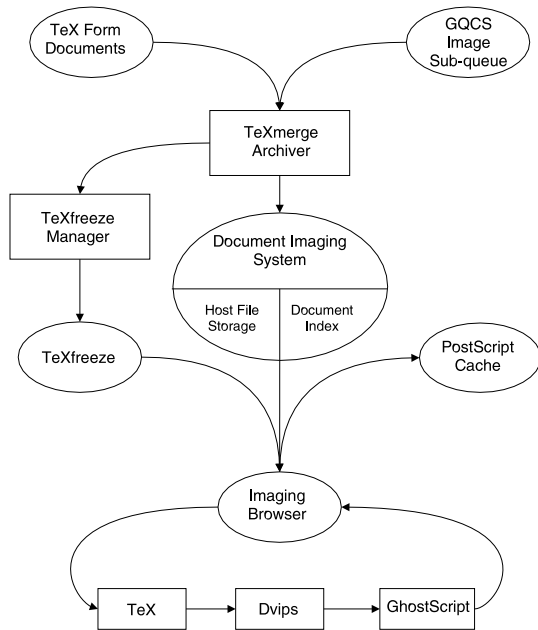 TeX Form
Documents
GQCS
Image
Sub-queue
TeXmerge
Archiver
TeXfreeze
Manager
Document Imaging
System
Host File
Storage
Document
Index
TeXfreeze
PostScript
Cache
Imaging
Browser
TeX
Dvips
GhostScript